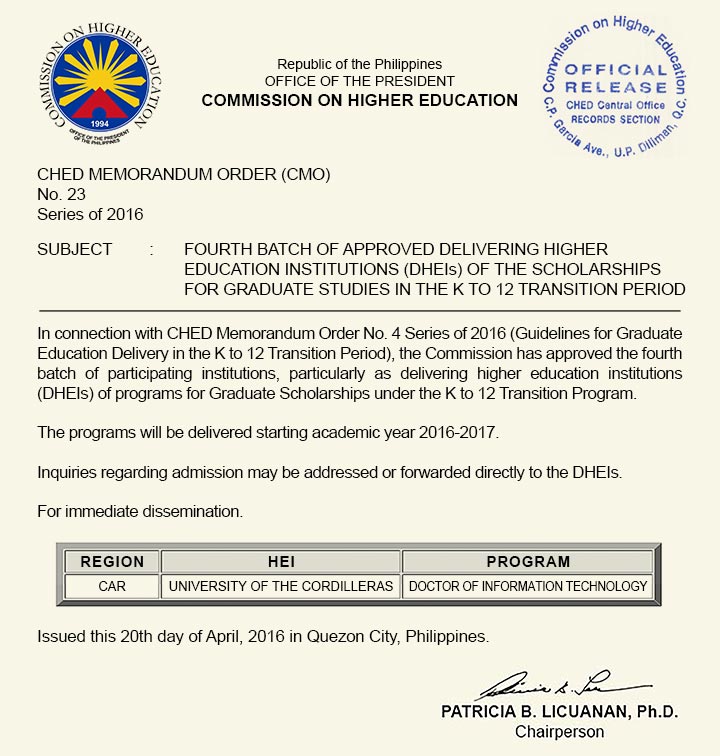 COMMISSION ON HIGHER EDUCATION
1994
OFFICE OF THE PRESIDENT
OF THE PHILIPPINES
Republic of the Philippines
OFFICE OF THE PRESIDENT
COMMISSION ON HIGHER EDUCATION
Commission on Higher Education
OFFICIAL
RELEASE
CHED Central Office
RECORDS SECTION
C.P. Garcia Ave., U.P. Diliman, Q.C.
CHED MEMORANDUM ORDER (CMO)
No. 23
Series of 2016
SUBJECT : FOURTH BATCH OF APPROVED DELIVERING HIGHER
EDUCATION INSTITUTIONS (DHEIs) OF THE SCHOLARSHIPS
FOR GRADUATE STUDIES IN THE K TO 12 TRANSITION PERIOD
In connection with CHED Memorandum Order No. 4 Series of 2016 (Guidelines for Graduate
Education Delivery in the K to 12 Transition Period), the Commission has approved the fourth
batch of participating institutions, particularly as delivering higher education institutions
(DHEIs) of programs for Graduate Scholarships under the K to 12 Transition Program.
The programs will be delivered starting academic year 2016-2017.
Inquiries regarding admission may be addressed or forwarded directly to the DHEIs.
For immediate dissemination.
REGION HEI PROGRAM
CAR UNIVERSITY OF THE CORDILLERAS DOCTOR OF INFORMATION TECHNOLOGY
Issued this 20th day of April, 2016 in Quezon City, Philippines.
PATRICIA B. LICUANAN, Ph.D.
Chairperson